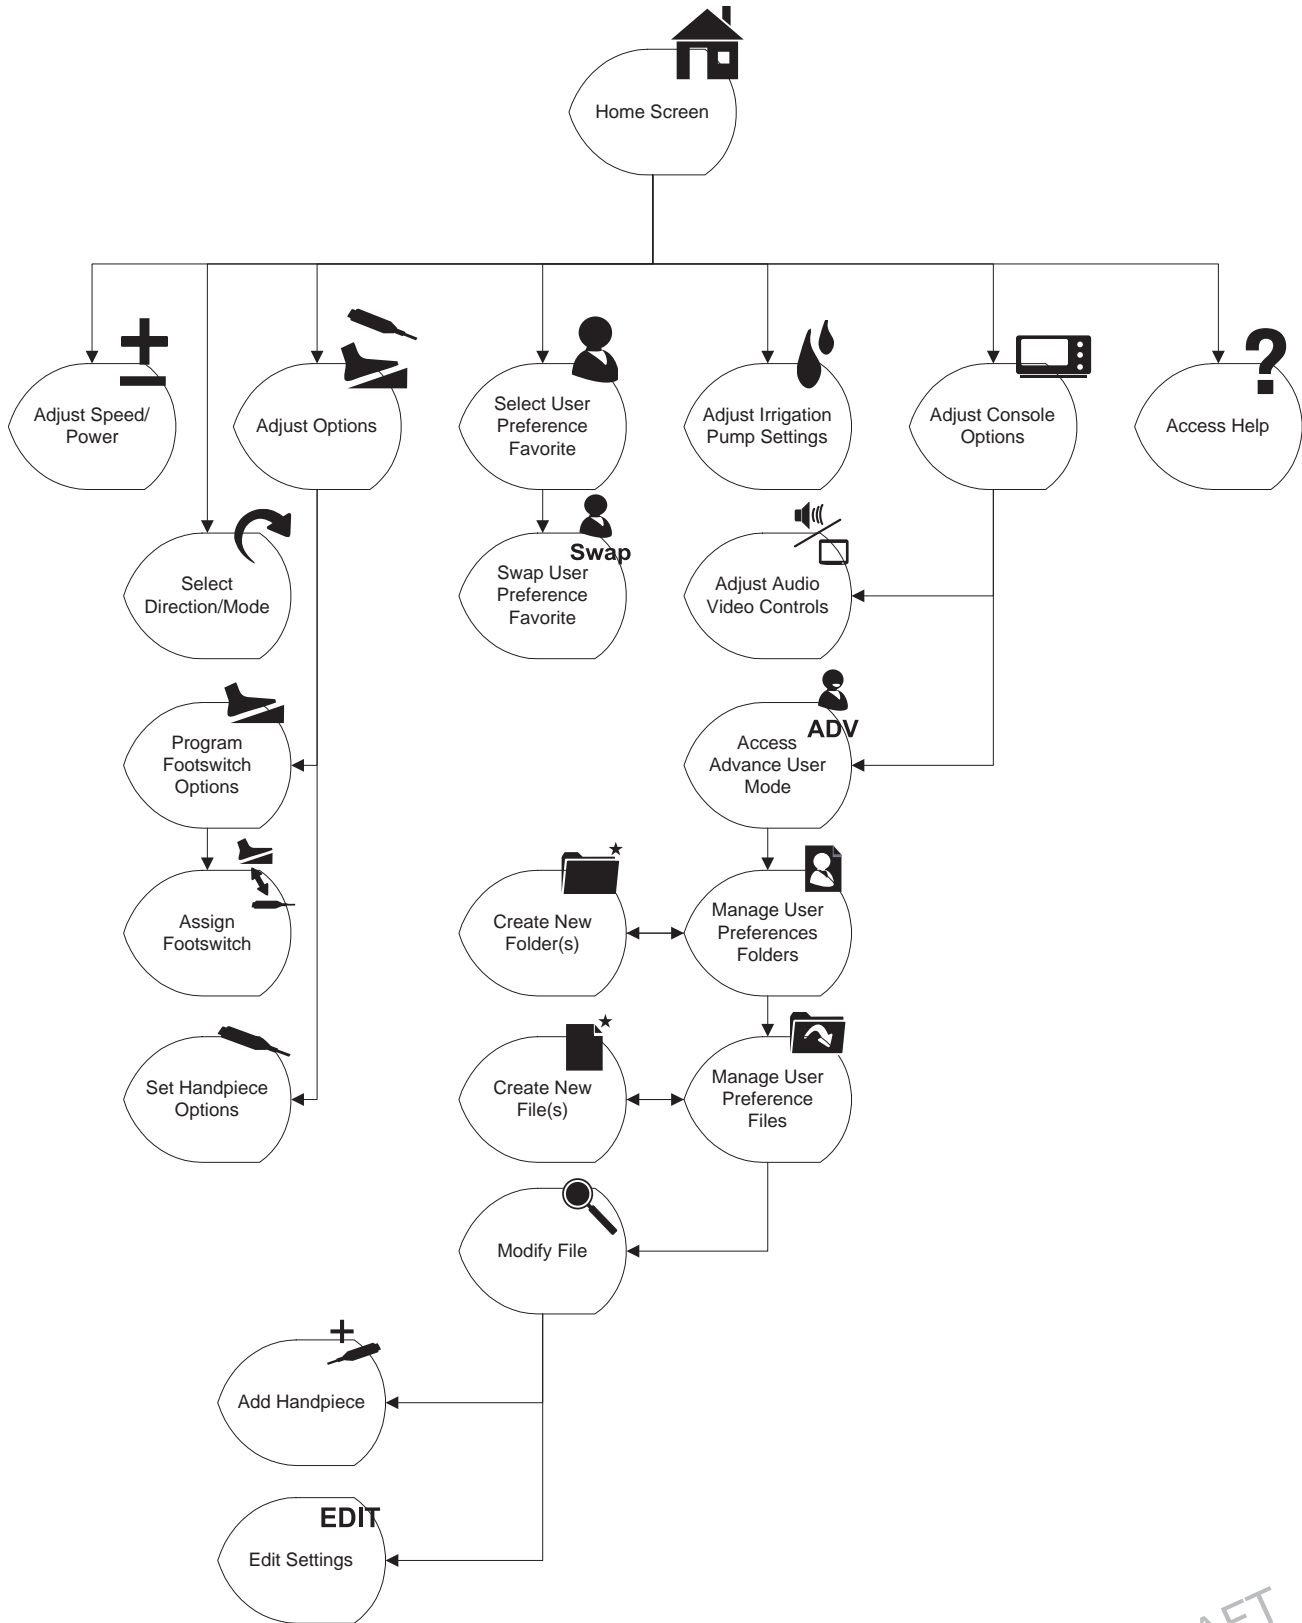 Home Screen
Adjust Speed/
Power
Adjust Options
Select User
Preference
Favorite
Adjust Irrigation
Pump Settings
Adjust Console
Options
Access Help
Select
Direction/Mode
Swap
Swap User
Preference
Favorite
Adjust Audio
Video Controls
Program
Footswitch
Options
ADV
Access
Advance User
Mode
Assign
Footswitch
Create New
Folder(s)
Manage User
Preferences
Folders
Set Handpiece
Options
Create New
File(s)
Manage User
Preference
Files
Modify File
Add Handpiece
EDIT
Edit Settings